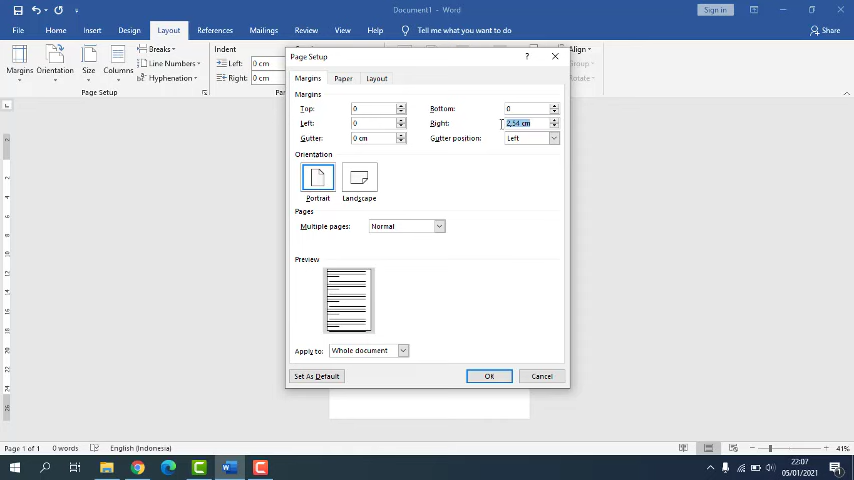 Document1 - Word
Sign in
File Home Insert Draw Design Layout References Mailings Review View Help Tell me what you want to do Share
Breaks Indent
Margins Orientation Size Columns Line Numbers Left: 0 cm Align
Hyphenation Right: 0 cm Rotate
Page Setup
Page Setup
Margins Paper Layout
Margins
Top: 0 Bottom: 0
Left: 0 Right: 2,54 cm
Gutter: 0 cm Gutter position: Left
Orientation
Portrait Landscape
Pages
Multiple pages: Normal
Preview
Apply to: Whole document
Set As Default OK Cancel
Page 1 of 1 0 words English (Indonesia) 41%
22:07
05/01/2021